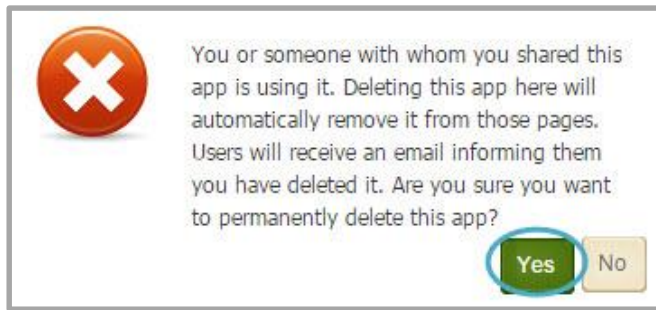 You or someone with whom you shared this
app is using it. Deleting this app here will
automatically remove it from those pages.
Users will receive an email informing them
you have deleted it. Are you sure you want
to permanently delete this app?
Yes No